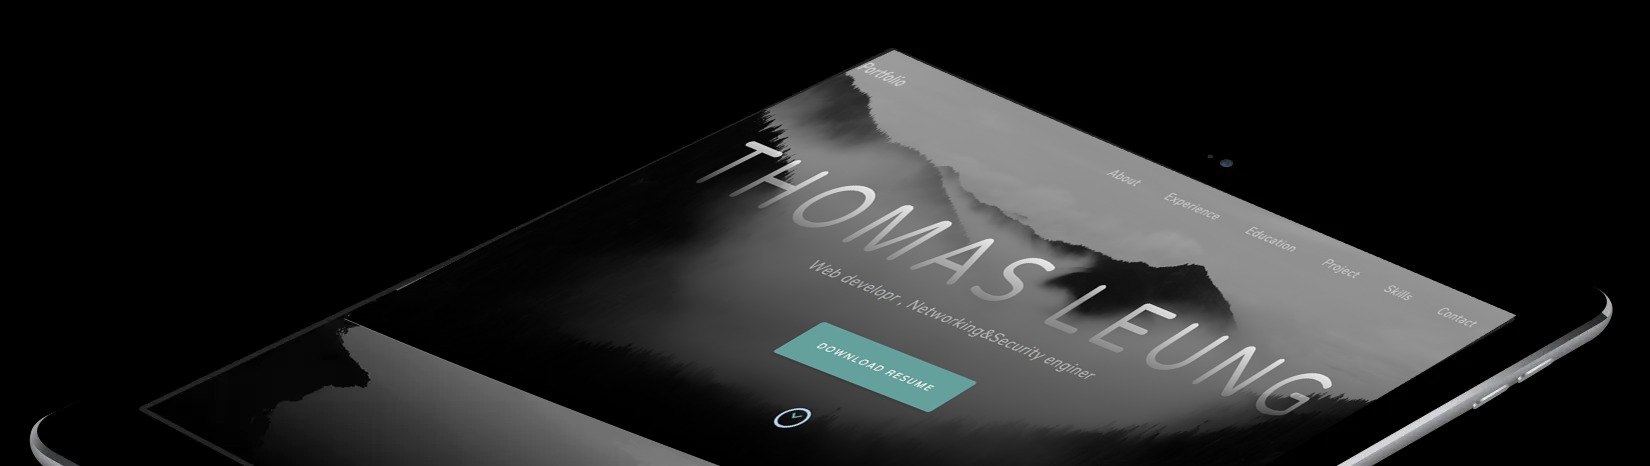 Portfolio
About Experience Education Project Skills Contact
THOMAS LEUNG
Web developr , Networking&Security enginer
DOWNLOAD RESUME